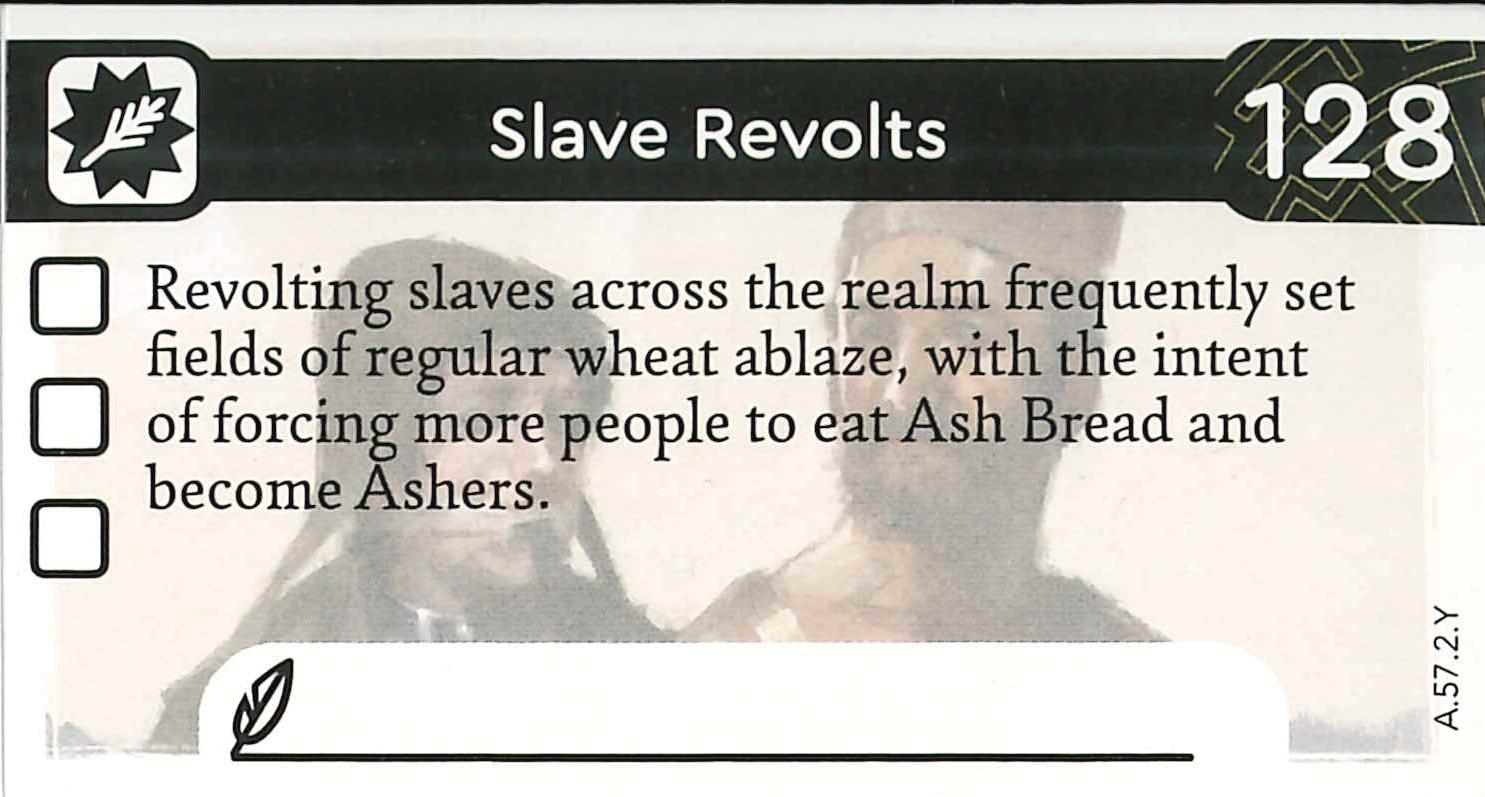 Slave Revolts
128
Revolting slaves across the realm frequently set
fields of regular wheat ablaze, with the intent
of forcing more people to eat Ash Bread and
become Ashers.
A.57.2.Y